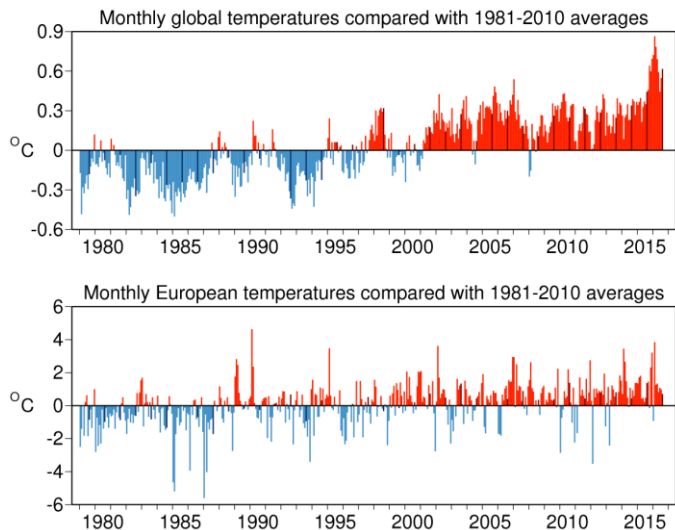 Monthly global temperatures compared with 1981-2010 averages
0.9
0.6
0.3
°C
0
-0.3
-0.6
1980 1985 1990 1995 2000 2005 2010 2015
Monthly European temperatures compared with 1981-2010 averages
6
4
2
°C
0
-2
-4
-6
1980 1985 1990 1995 2000 2005 2010 2015